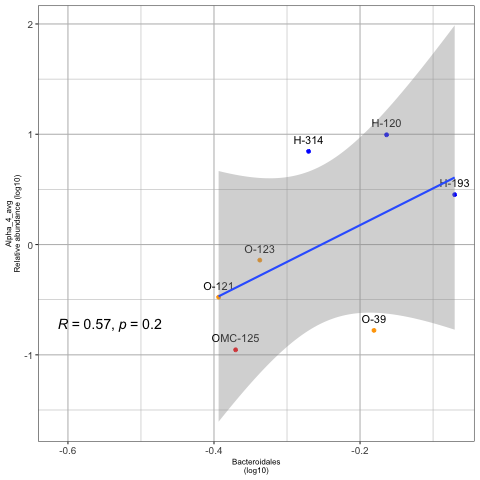 Alpha_4_avg
Relative abundance (log10)
2
1
0
-1
H-314
H-120
H-193
O-123
O-121
O-39
OMC-125
R = 0.57, p = 0.2
-0.6
-0.4
-0.2
Bacteroidales
(log10)